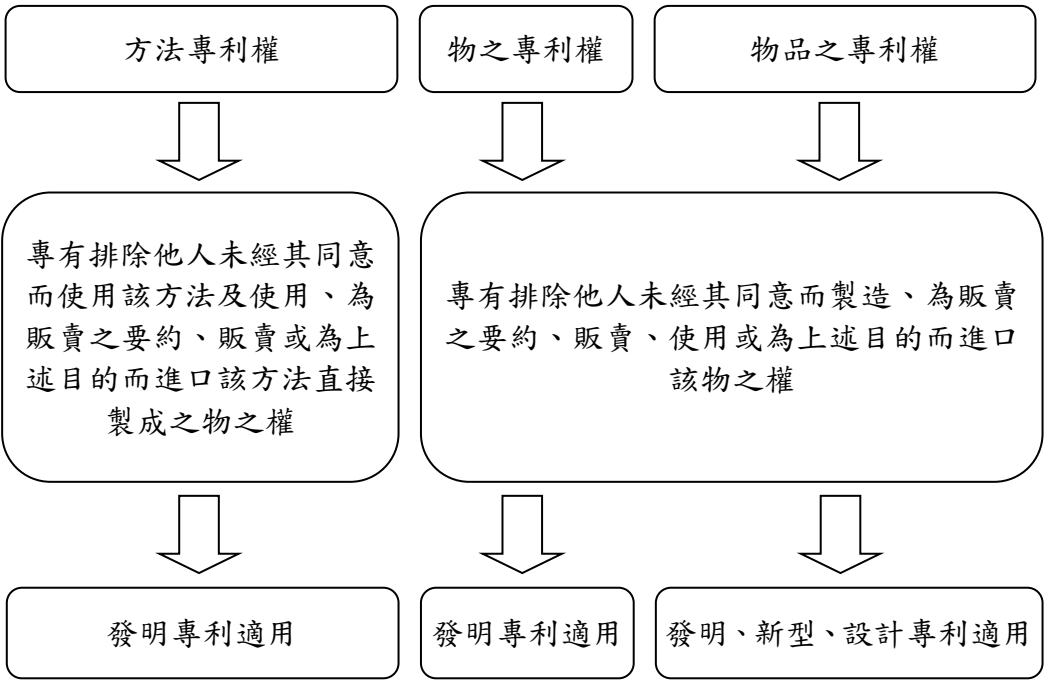 方法專利權
物之專利權
物品之專利權
專有排除他人未經其同意
而使用該方法及使用、為
販賣之要約、販賣或為上
述目的而進口該方法直接
製成之物之權
專有排除他人未經其同意而製造、為販賣
之要約、販賣、使用或為上述目的而進口
該物之權
發明專利適用
發明專利適用
發明、新型、設計專利適用